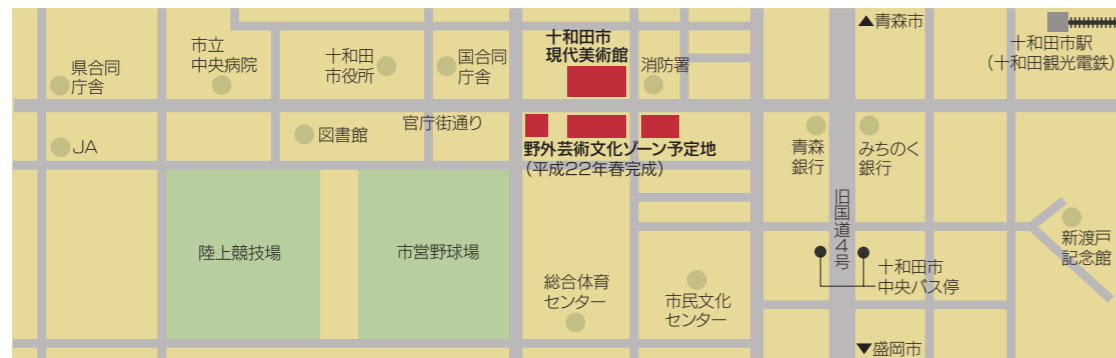 ▲青森市
十和田市駅
(十和田観光電鉄)
十和田市
現代美術館
市立
中央病院
十和田
市役所
国合同
庁舎
消防署
県合同
庁舎
官庁街通り
図書館
JA
野外芸術文化ゾーン予定地
(平成22年春完成)
青森
銀行
みちのく
銀行
旧国道4号
陸上競技場
市営野球場
新渡戸
記念館
十和田市
中央バス停
総合体育
センター
市民文化
センター
▼盛岡市